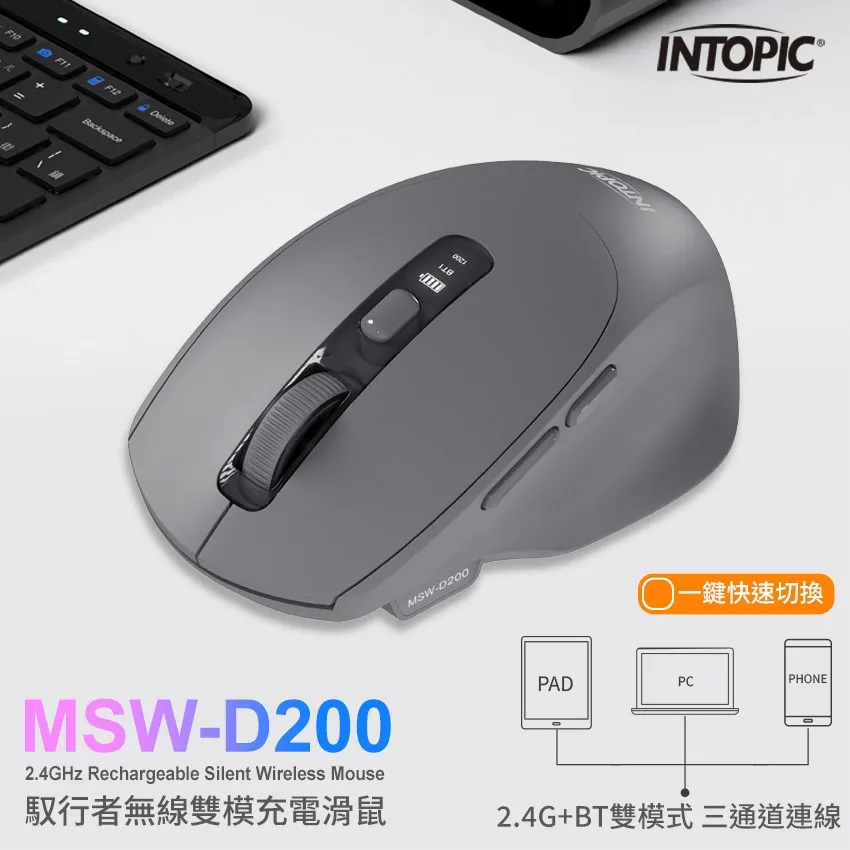 INTOPIC®
F10
F11
F12
Delete
Backspace
INTOPIC
1200
BT1
MSW-D200
一鍵快速切換
PAD
PC
PHONE
MSW-D200
2.4GHz Rechargeable Silent Wireless Mouse
馭行者無線雙模充電滑鼠
2.4G+BT雙模式 三通道連線